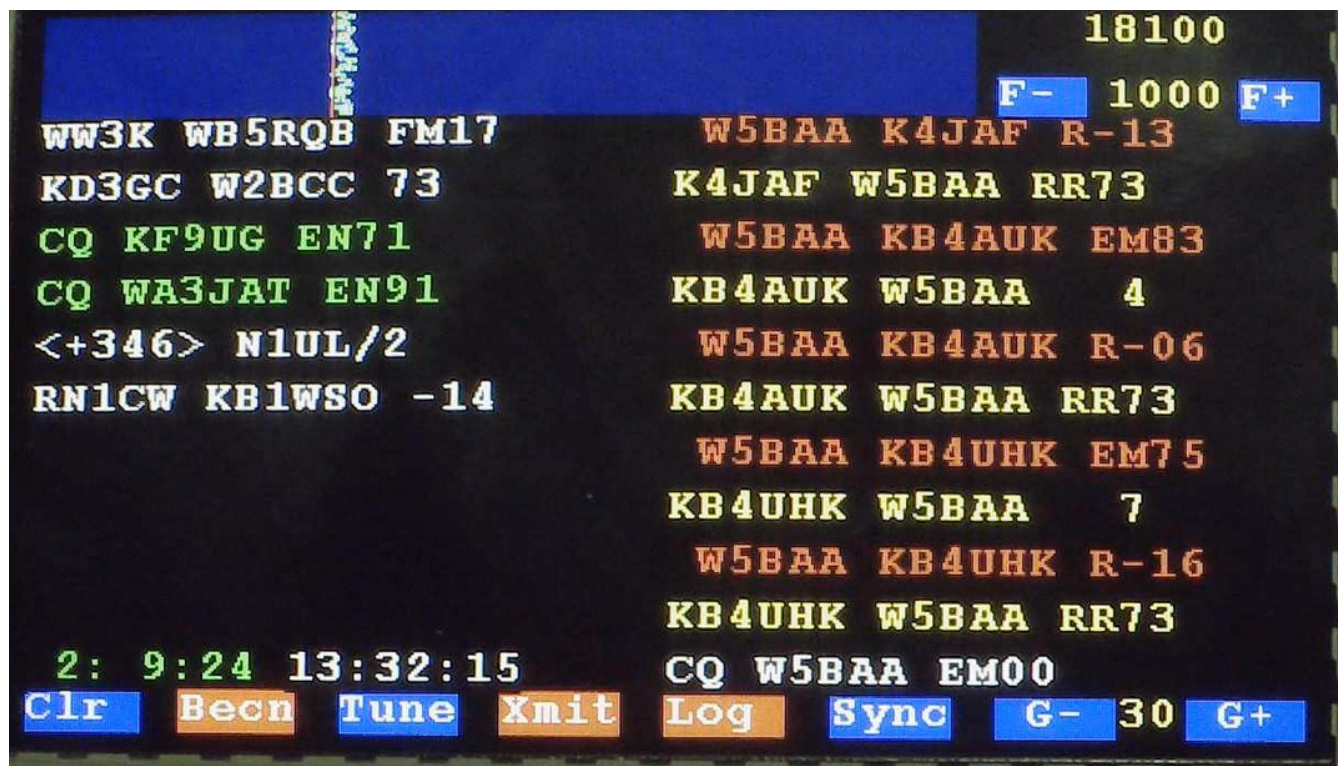 18100
F- 1000 F+
WW3K WB5RQB FM17
KD3GC W2BCC 73
CQ KF9UG EN71
CQ WA3JAT EN91
<+346> N1UL/2
RN1CW KB1WSO -14
W5BAA K4JAF R-13
K4JAF W5BAA RR73
W5BAA KB4AUK EM83
KB4AUK W5BAA 4
W5BAA KB4AUK R-06
KB4AUK W5BAA RR73
W5BAA KB4UHK EM75
KB4UHK W5BAA 7
W5BAA KB4UHK R-16
KB4UHK W5BAA RR73
CQ W5BAA EM00
2: 9:24 13:32:15
Clr Becn Tune Xmit Log Sync G- 30 G+